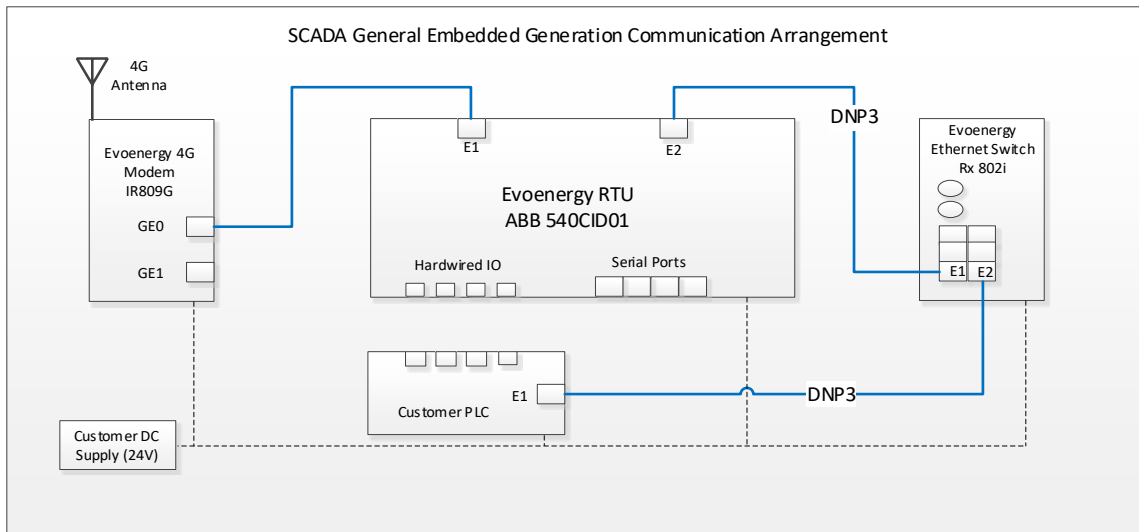 SCADA General Embedded Generation Communication Arrangement
4G
Antenna
Evoenergy 4G
Modem
IR809G
GE0
GE1
E1
E2
Evoenergy RTU
ABB 540CID01
Hardwired IO
Serial Ports
DNP3
Evoenergy
Ethernet Switch
Rx 802i
E1
E2
E1
Customer PLC
DNP3
Customer DC
Supply (24V)